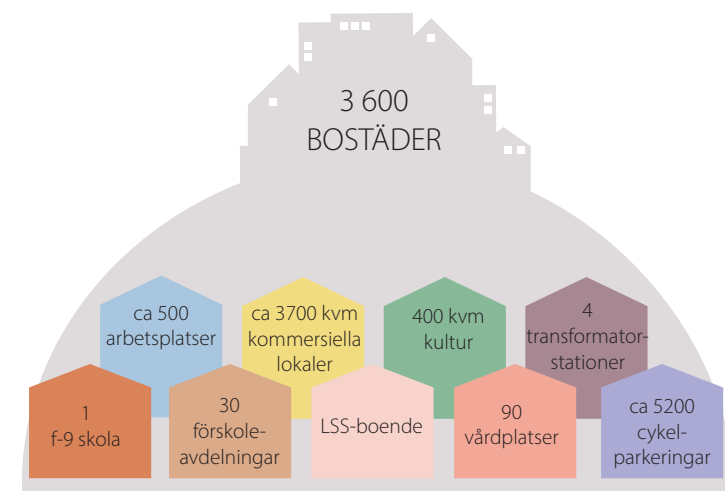 3 600
BOSTÄDER
ca 500
arbetsplatser
ca 3700 kvm
kommersiella
lokaler
400 kvm
kultur
4
transformator-
stationer
1
f-9 skola
30
förskole-
avdelningar
LSS-boende
90
vårdplatser
ca 5200
cykel-
parkeringar